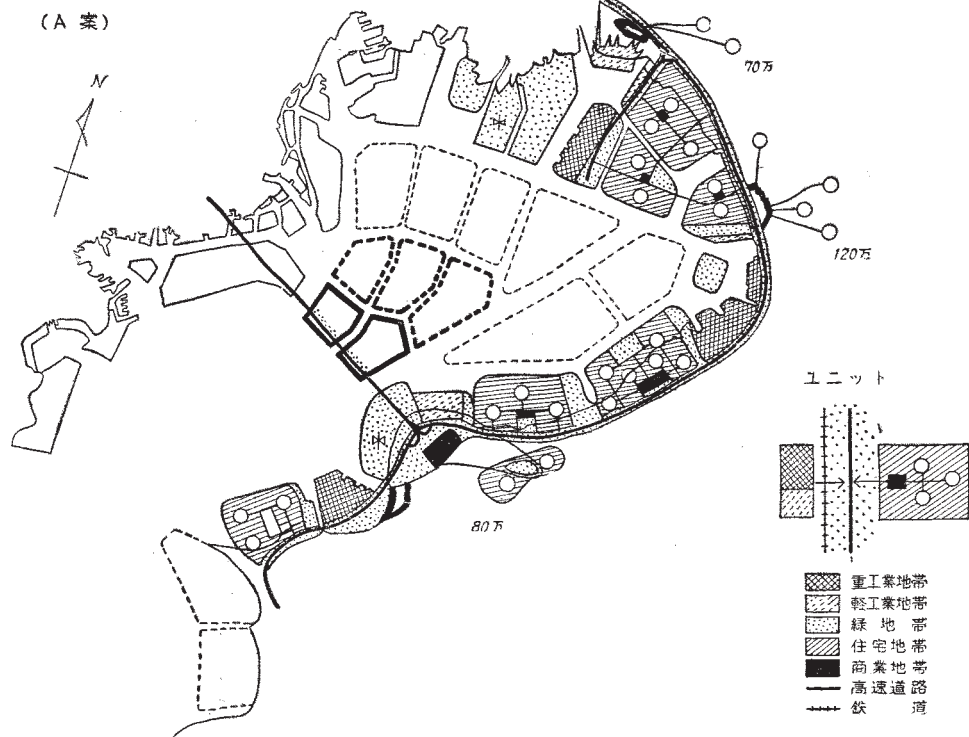 (A 案)
N
70万
120万
80万
ユニット
重工業地帯
軽工業地帯
緑地帯
住宅地帯
商業地帯
高速道路
鉄道